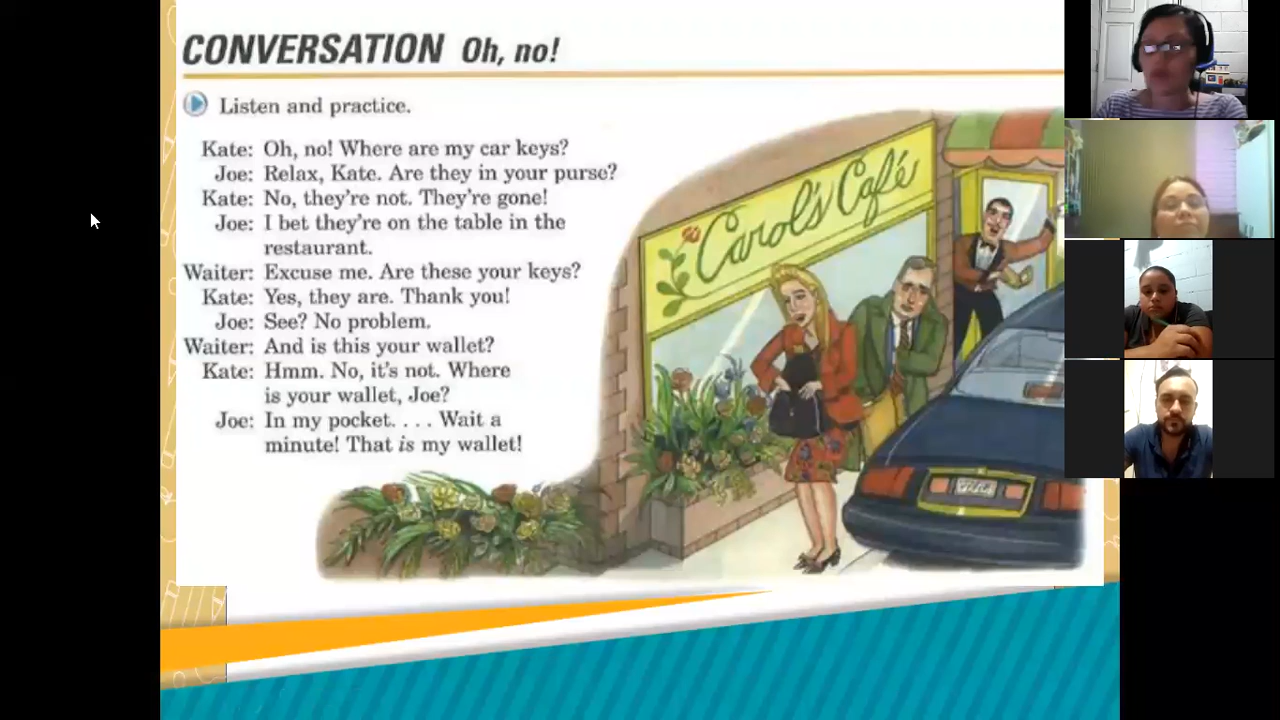 CONVERSATION Oh, no!
Listen and practice.
Kate: Oh, no! Where are my car keys?
Joe: Relax, Kate. Are they in your purse?
Kate: No, they're not. They're gone!
Joe: I bet they're on the table in the
restaurant.
Waiter: Excuse me. Are these your keys?
Kate: Yes, they are. Thank you!
Joe: See? No problem.
Waiter: And is this your wallet?
Kate: Hmm. No, it's not. Where
is your wallet, Joe?
Joe: In my pocket. . . . Wait a
minute! That is my wallet!
Carol's Café